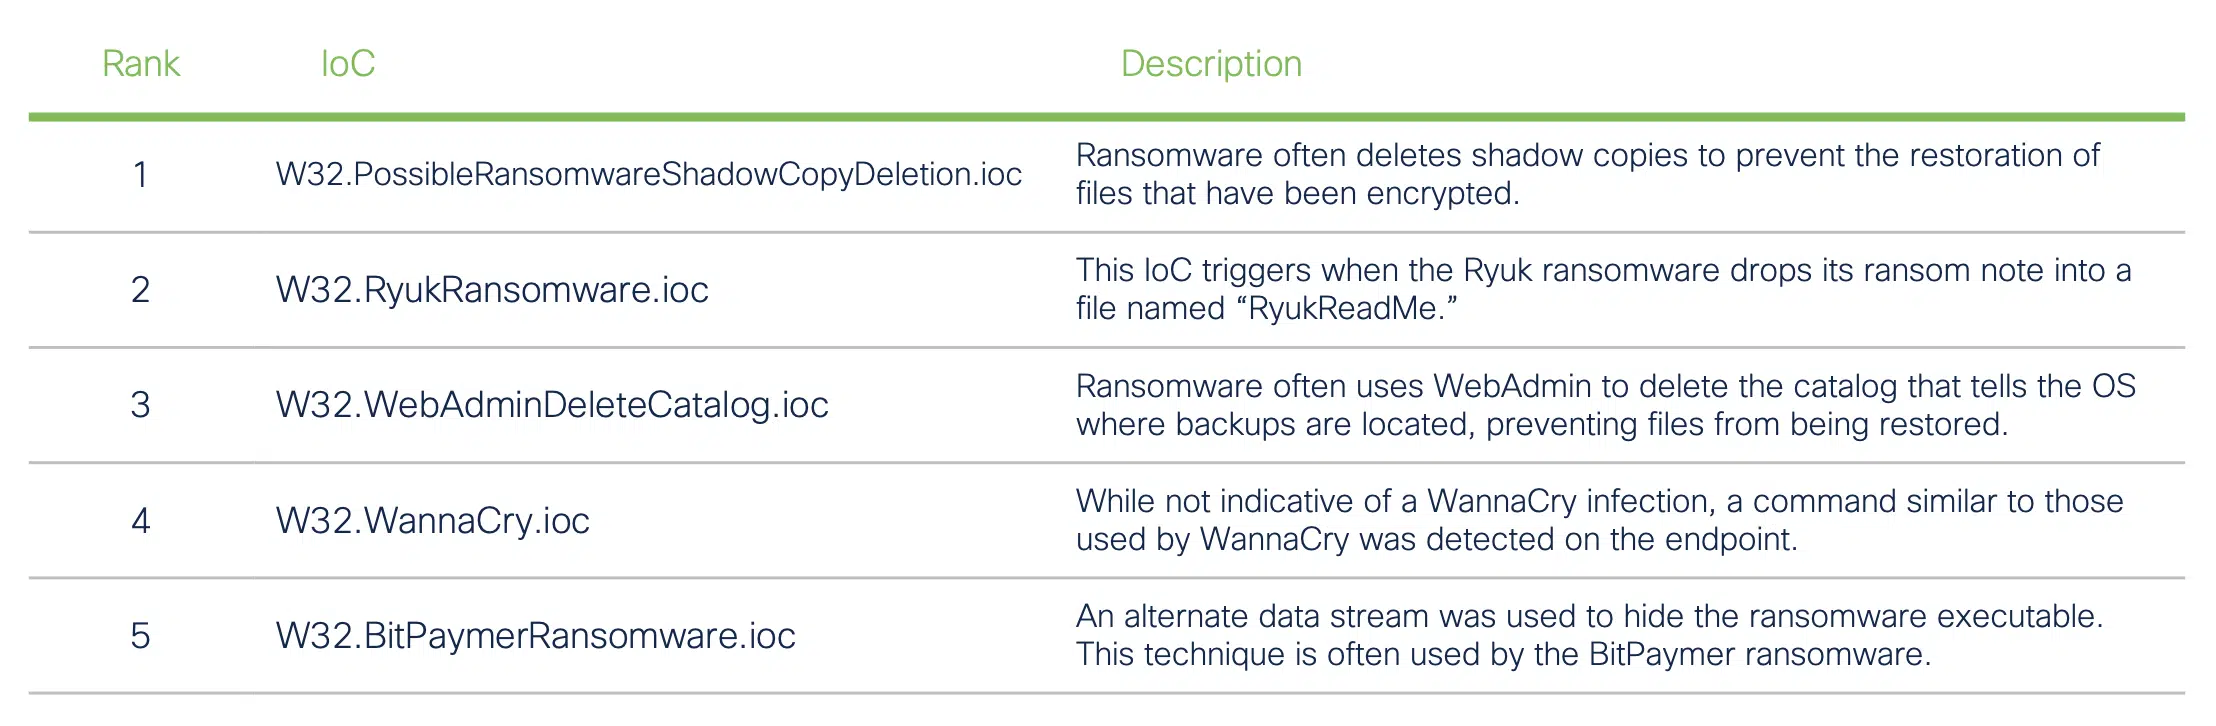 Rank IoC Description
1 W32.PossibleRansomwareShadowCopyDeletion.ioc Ransomware often deletes shadow copies to prevent the restoration of
files that have been encrypted.
2 W32.RyukRansomware.ioc This IoC triggers when the Ryuk ransomware drops its ransom note into a
file named “RyukReadMe.”
3 W32.WebAdminDeleteCatalog.ioc Ransomware often uses WebAdmin to delete the catalog that tells the OS
where backups are located, preventing files from being restored.
4 W32.WannaCry.ioc While not indicative of a WannaCry infection, a command similar to those
used by WannaCry was detected on the endpoint.
5 W32.BitPaymerRansomware.ioc An alternate data stream was used to hide the ransomware executable.
This technique is often used by the BitPaymer ransomware.